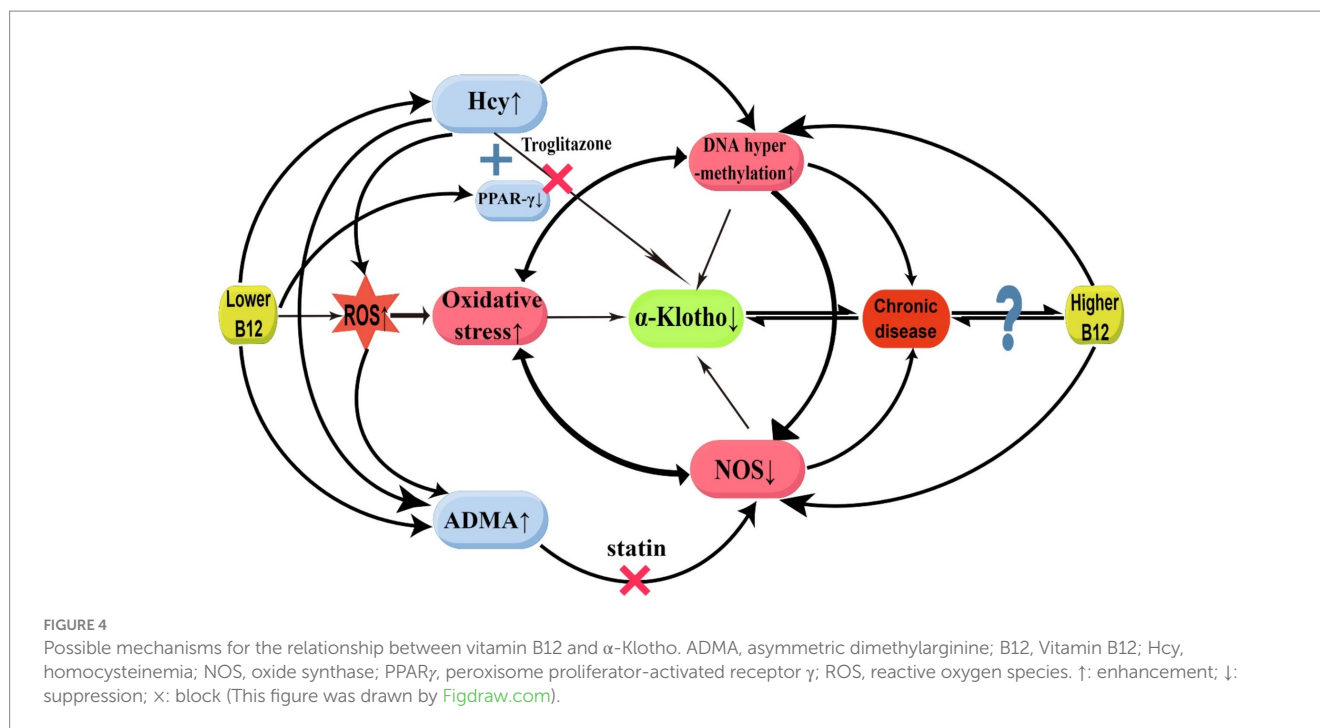 Hcy↑
Troglitazone
+
PPAR-γ↓
DNA hyper
-methylation↑
Lower
B12
ROS↑
Oxidative
stress↑
α-Klotho↓
Chronic
disease
?
Higher
B12
NOS↓
ADMA↑
statin
FIGURE 4
Possible mechanisms for the relationship between vitamin B12 and α-Klotho. ADMA, asymmetric dimethylarginine; B12, Vitamin B12; Hcy,
homocysteinemia; NOS, oxide synthase; PPARγ, peroxisome proliferator-activated receptor γ; ROS, reactive oxygen species. ↑: enhancement; ↓:
suppression; ×: block (This figure was drawn by Figdraw.com).